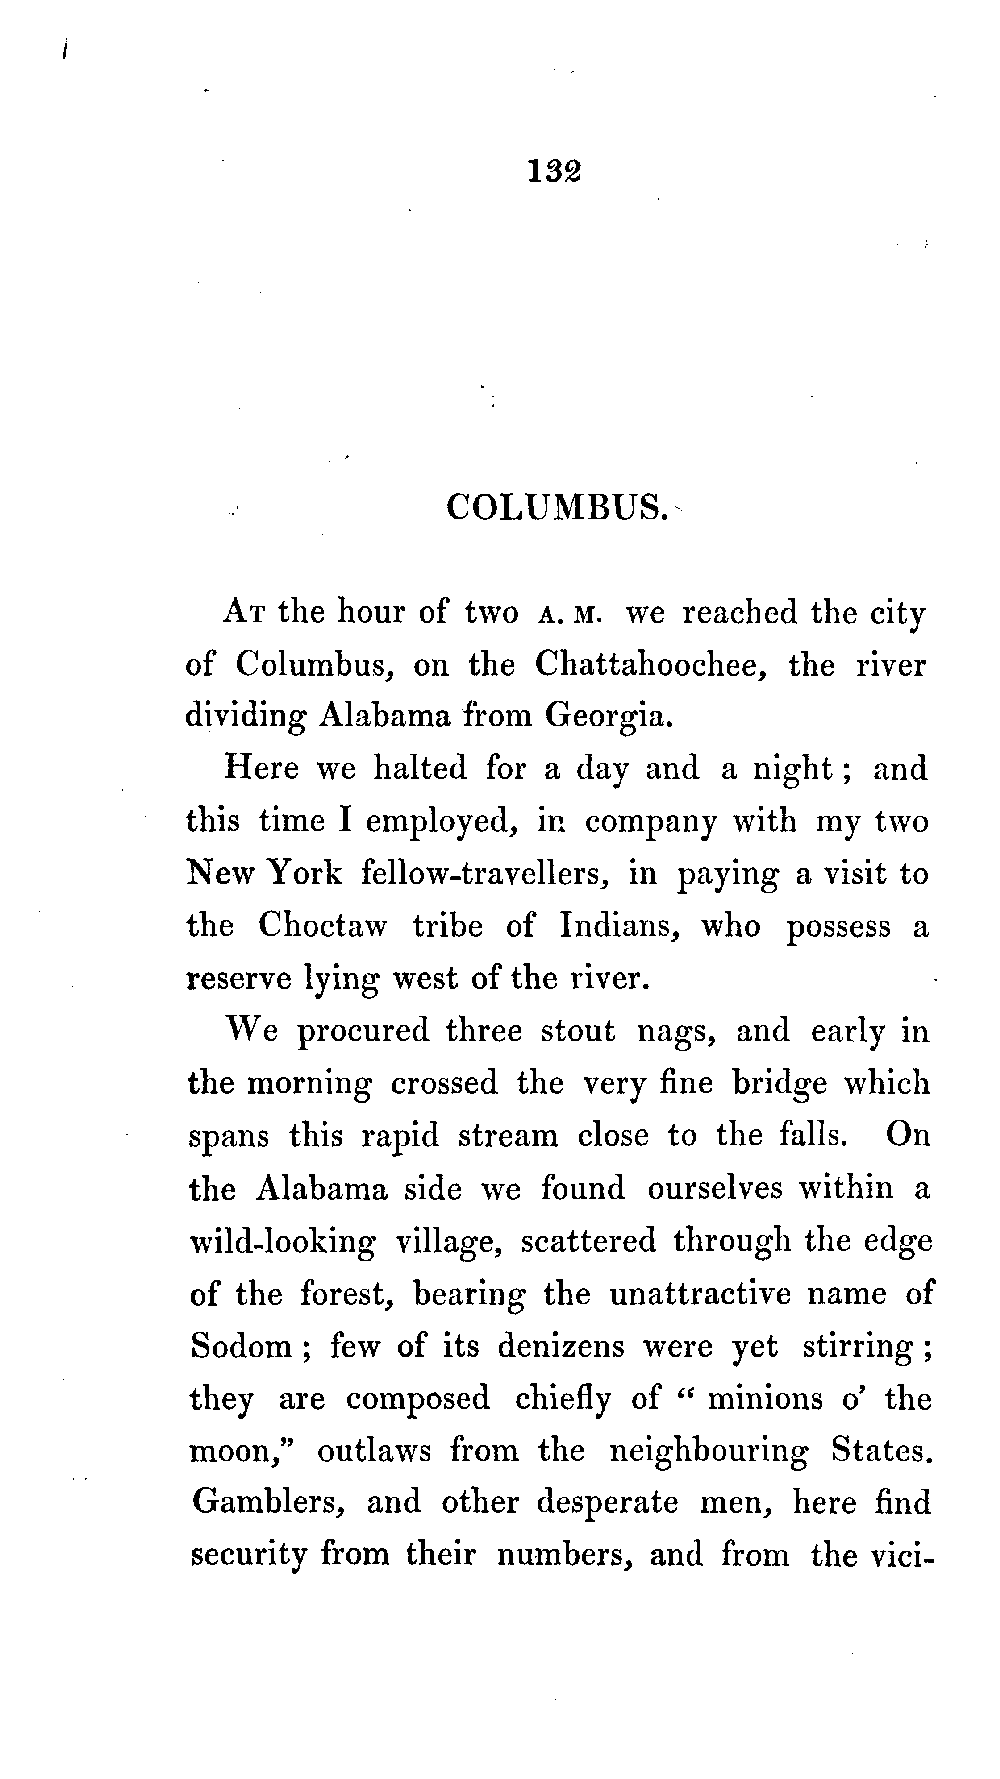 132
COLUMBUS.
AT the hour of two A. M. we reached the city
of Columbus, on the Chattahoochee, the river
dividing Alabama from Georgia.
Here we halted for a day and a night ; and
this time I employed, in company with my two
New York fellow-travellers, in paying a visit to
the Choctaw tribe of Indians, who possess a
reserve lying west of the river.
We procured three stout nags, and early in
the morning crossed the very fine bridge which
spans this rapid stream close to the falls. On
the Alabama side we found ourselves within a
wild-looking village, scattered through the edge
of the forest, bearing the unattractive name of
Sodom ; few of its denizens were yet stirring ;
they are composed chiefly of “ minions o’ the
moon,” outlaws from the neighbouring States.
Gamblers, and other desperate men, here find
security from their numbers, and from the vici-